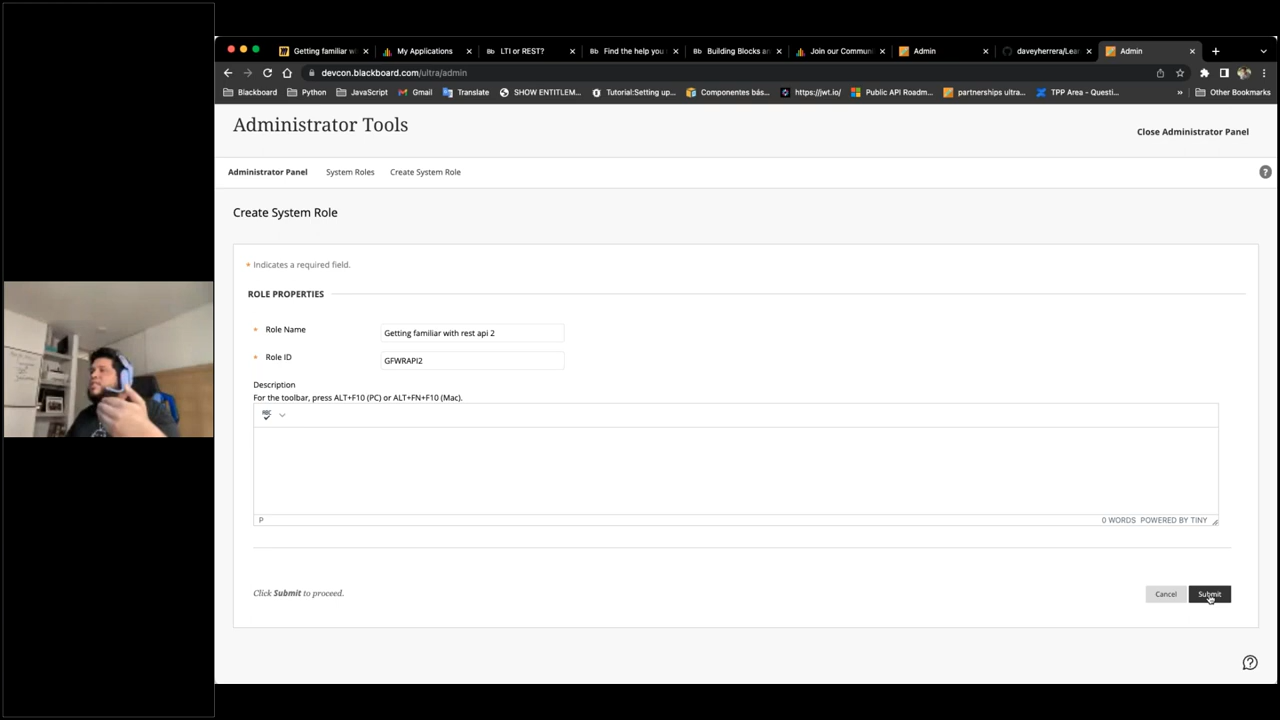 Getting familiar wi
My Applications
LTI or REST?
Find the help you
Building Blocks an
Join our Commun
Admin
daveyherrera/Lear
Admin
devcon.blackboard.com/ultra/admin
Blackboard
Python
JavaScript
Gmail
Translate
SHOW ENTITLEM...
Tutorial:Setting up...
Componentes bás...
https://jwt.io/
Public API Roadm...
partnerships ultra...
TPP Area - Questi...
»
Other Bookmarks
Administrator Tools
Close Administrator Panel
Administrator Panel
System Roles
Create System Role
Create System Role
* Indicates a required field.
ROLE PROPERTIES
* Role Name
Getting familiar with rest api 2
* Role ID
GFWRAPI2
Description
For the toolbar, press ALT+F10 (PC) or ALT+FN+F10 (Mac).
P
0 WORDS POWERED BY TINY
Click Submit to proceed.
Cancel
Submit